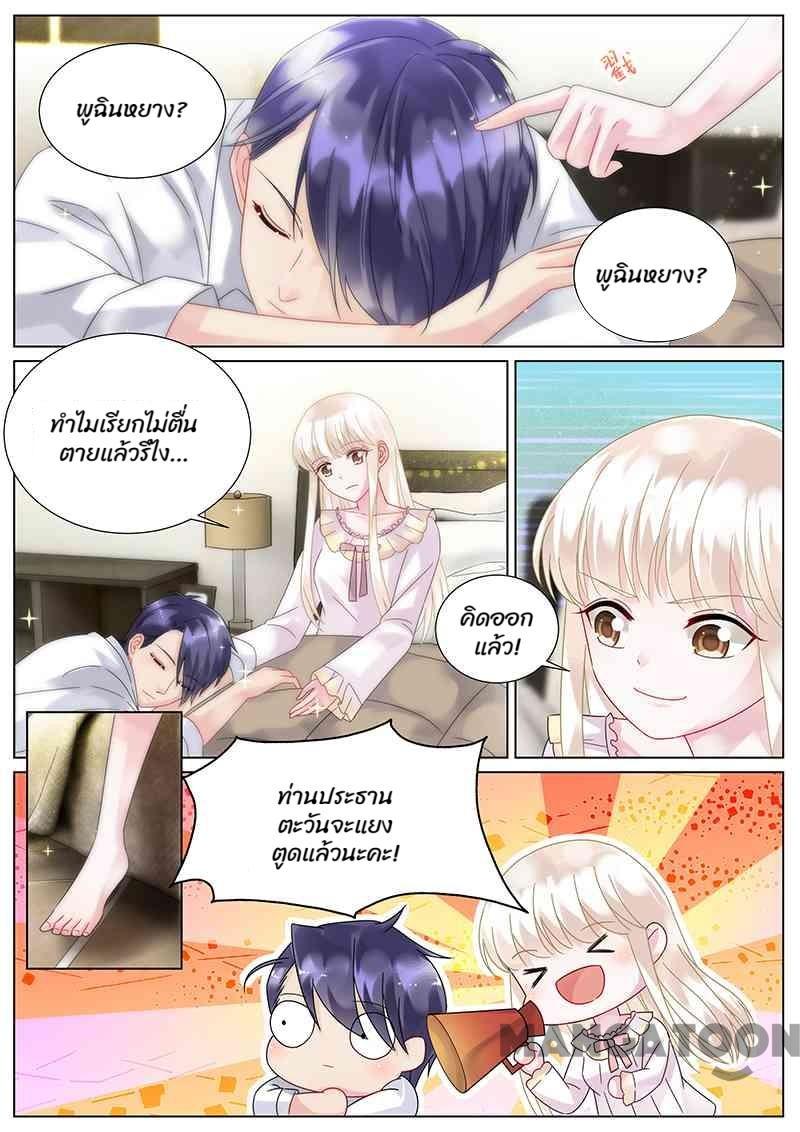 พูฉินหยาง?
戳
พูฉินหยาง?
ทำไมเรียกไม่ตื่น
ตายแล้วรึไง...
คิดออก
แล้ว!
ท่านประธาน
ตะวันจะแยง
ตูดแล้วนะคะ!
MANGATOON